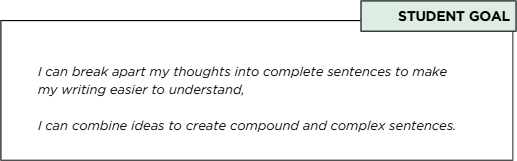 STUDENT GOAL
I can break apart my thoughts into complete sentences to make
my writing easier to understand,
I can combine ideas to create compound and complex sentences.